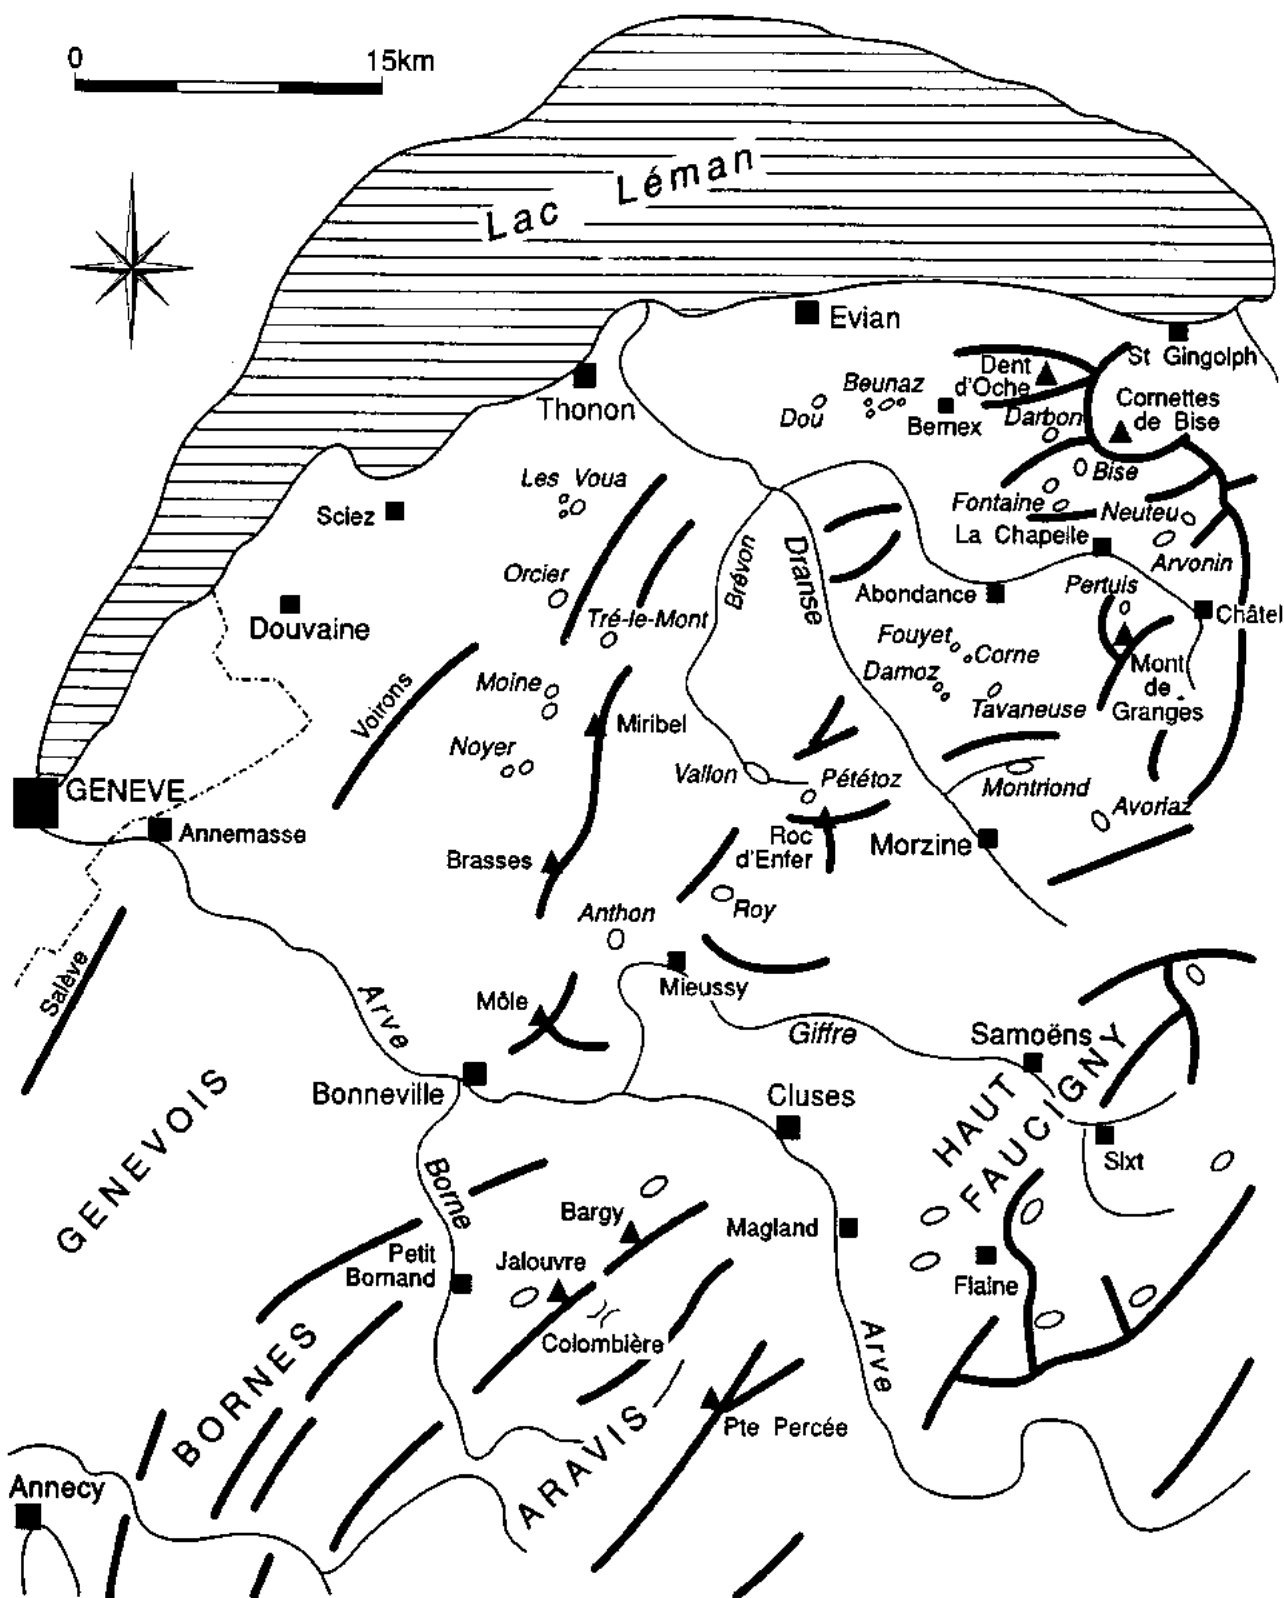 0 15km
Lac Léman
Evian
St Gingolph
Dent
d'Oche
Beunaz
Cornettes
de Bise
Thonon
Dou
Bernex
Darbon
Les Voua
Bise
Sciez
Fontaine
Neuteu
La Chapelle
Arvonin
Orcier
Brévon
Dranse
Pertuis
Abondance
Châtel
Douvaine
Tré-le-Mont
Fouyet
Corne
Damoz
Mont
de
Granges
Voirons
Moine
Tavaneuse
Miribel
Noyer
Vallon
Pététoz
Montriond
Avoriaz
GENEVE
Annemasse
Roc
d'Enfer
Morzine
Brasses
Anthon
Roy
Salève
Mieussy
Môle
Arve
Giffre
Samoëns
Bonneville
Cluses
HAUT
FAUCIGNY
GENEVOIS
Sixt
Borne
Bargy
Magland
Petit
Bornand
Jalouvre
Flaine
Colombière
Arve
BORNES
ARAVIS
Pte Percée
Annecy